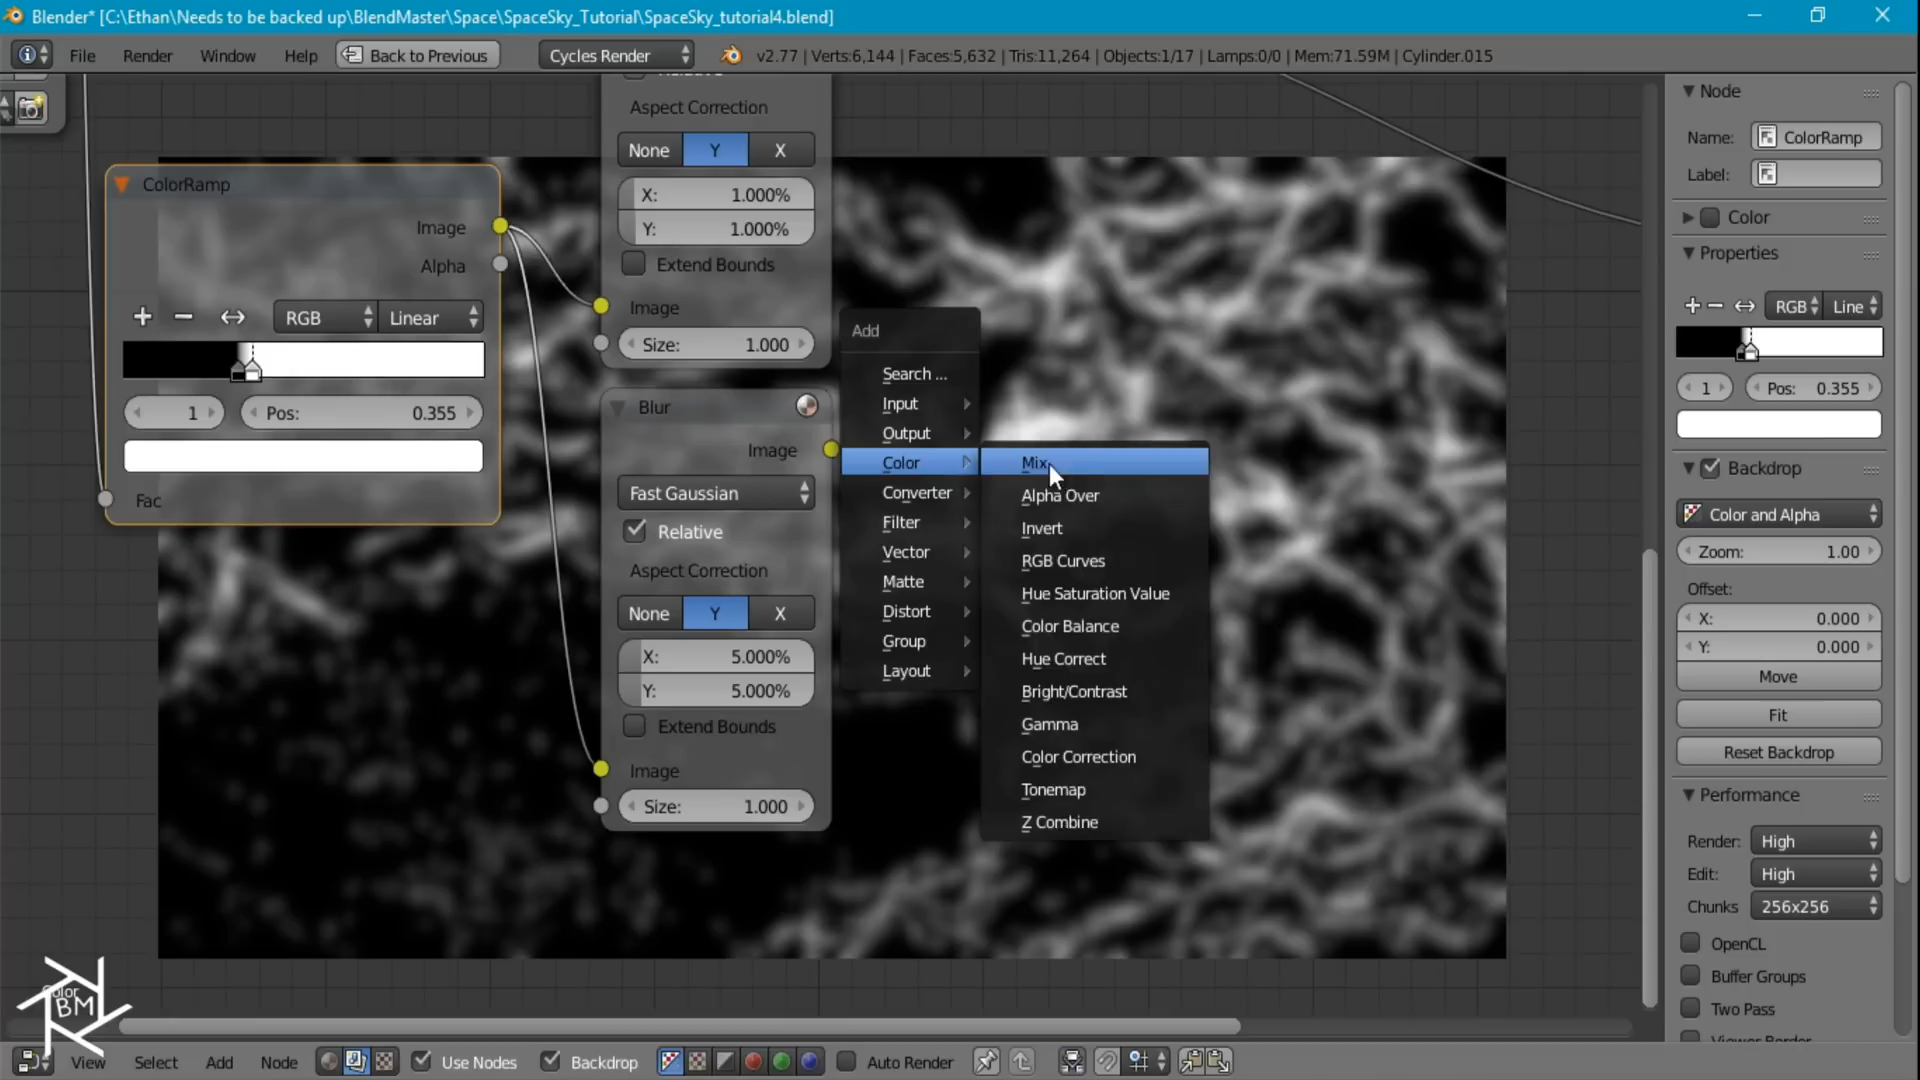 Blender* [C:\Ethan\Needs to be backed up\BlendMaster\Space\SpaceSky_Tutorial\SpaceSky_tutorial4.blend]
File Render Window Help Back to Previous Cycles Render v2.77 | Verts:6,144 | Faces:5,632 | Tris:11,264 | Objects:1/17 | Lamps:0/0 | Mem:71.59M | Cylinder.015
Aspect Correction
None Y X
X: 1.000%
Y: 1.000%
Extend Bounds
Image
Size: 1.000
ColorRamp
Image
Alpha
RGB Linear
1 Pos: 0.355
Fac
Blur
Image
Fast Gaussian
Relative
Aspect Correction
None Y X
X: 5.000%
Y: 5.000%
Extend Bounds
Image
Size: 1.000
Add
Search ...
Input
Output
Color
Converter
Filter
Vector
Matte
Distort
Group
Layout
Mix
Alpha Over
Invert
RGB Curves
Hue Saturation Value
Color Balance
Hue Correct
Bright/Contrast
Gamma
Color Correction
Tonemap
Z Combine
Node
Name: ColorRamp
Label:
Color
Properties
RGB Line
1 Pos: 0.355
Backdrop
Color and Alpha
Zoom: 1.00
Offset:
X: 0.000
Y: 0.000
Move
Fit
Reset Backdrop
Performance
Render: High
Edit: High
Chunks 256x256
OpenCL
Buffer Groups
Two Pass
Color
BM
View Select Add Node Use Nodes Backdrop Auto Render